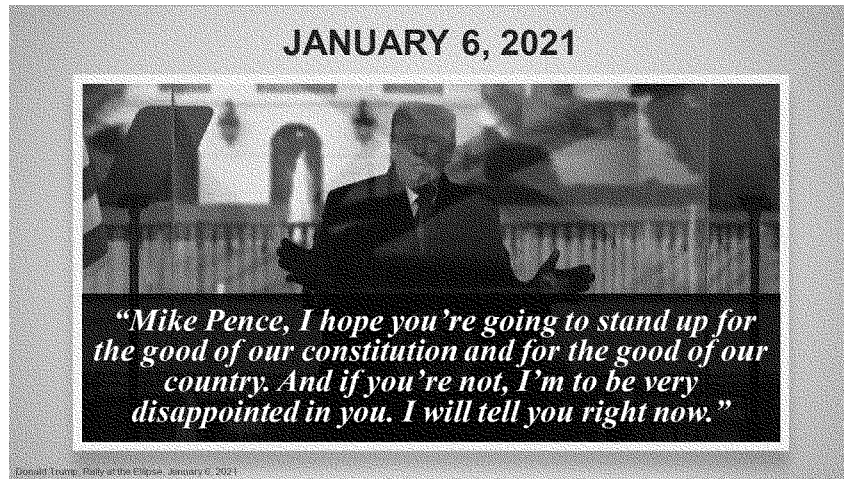 JANUARY 6, 2021
“Mike Pence, I hope you’re going to stand up for
the good of our constitution and for the good of our
country. And if you’re not, I’m to be very
disappointed in you. I will tell you right now.”
Donald Trump, Rally at the Ellipse, January 6, 2021